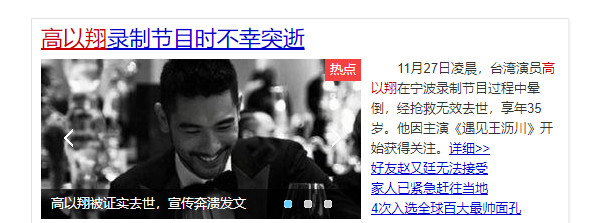 高以翔录制节目时不幸突逝
热点
高以翔被证实去世，宣传奔溃发文
11月27日凌晨，台湾演员高
以翔在宁波录制节目过程中晕
倒，经抢救无效去世，享年35
岁。他因主演《遇见王沥川》开
始获得关注。详细>>
好友赵又廷无法接受
家人已紧急赶往当地
4次入选全球百大最帅面孔